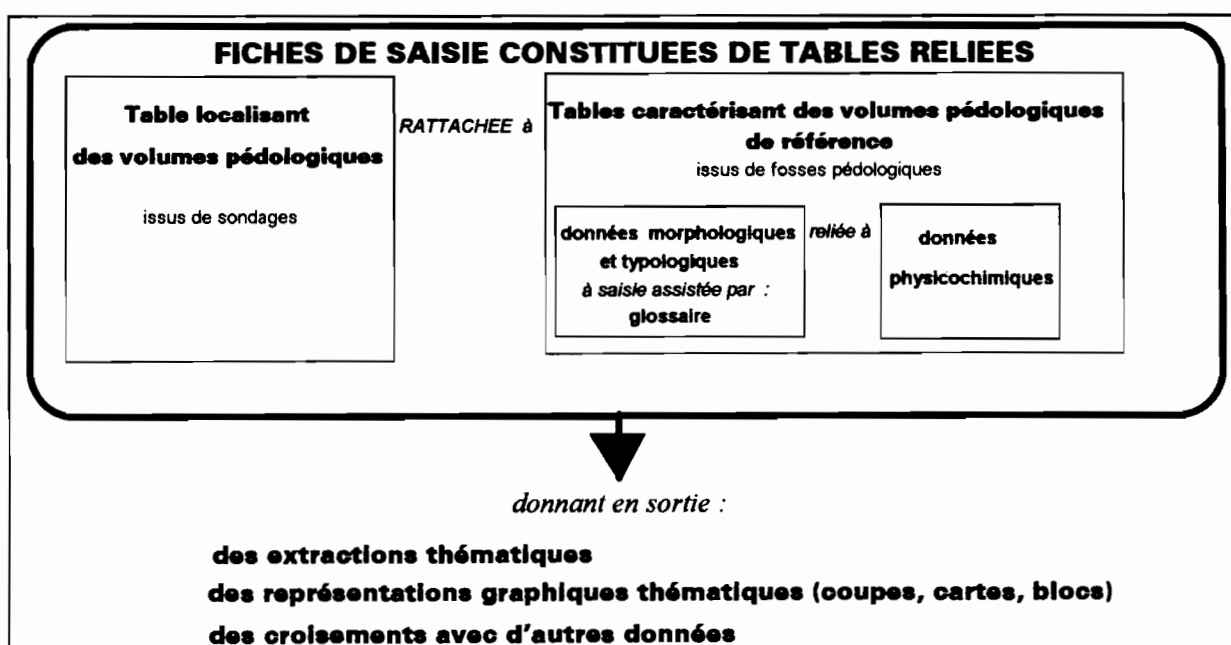 FICHES DE SAISIE CONSTITUEES DE TABLES RELIEES
Table localisant
des volumes pédologiques
issus de sondages
RATTACHEE à
Tables caractérisant des volumes pédologiques
de référence
issus de fosses pédologiques
données morphologiques
et typologiques
à saisie assistée par :
glossaire
reliée à
données
physicochimiques
donnant en sortie :
des extractions thématiques
des représentations graphiques thématiques (coupes, cartes, blocs)
des croisements avec d'autres données